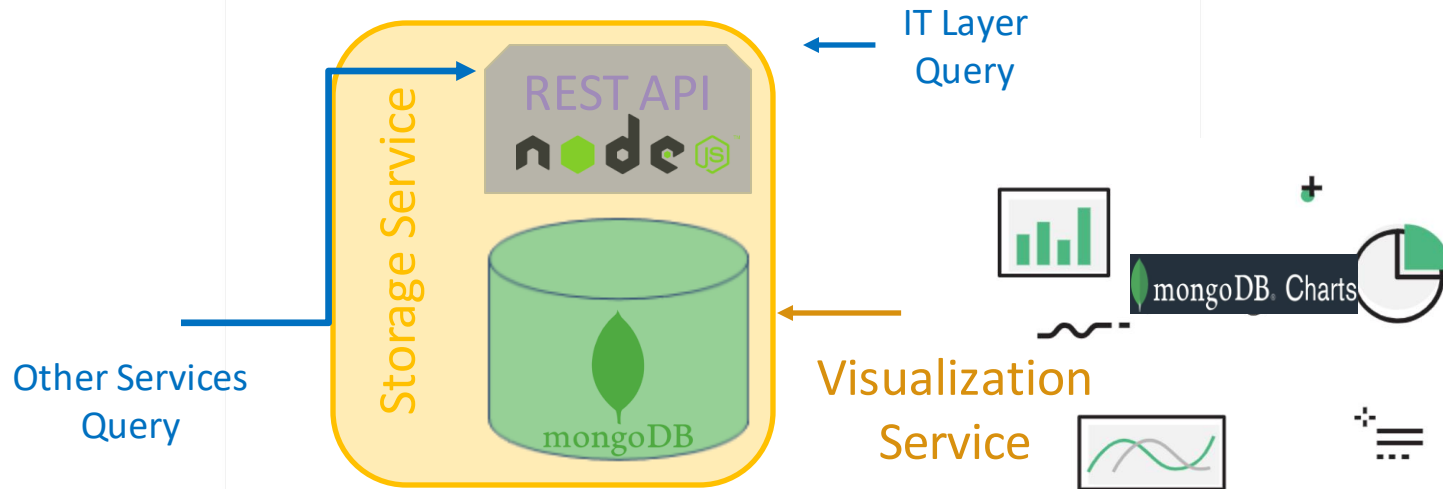 IT Layer
Query
REST API
node
JS
Storage Service
mongoDB
Other Services
Query
mongoDB. Charts
Visualization
Service